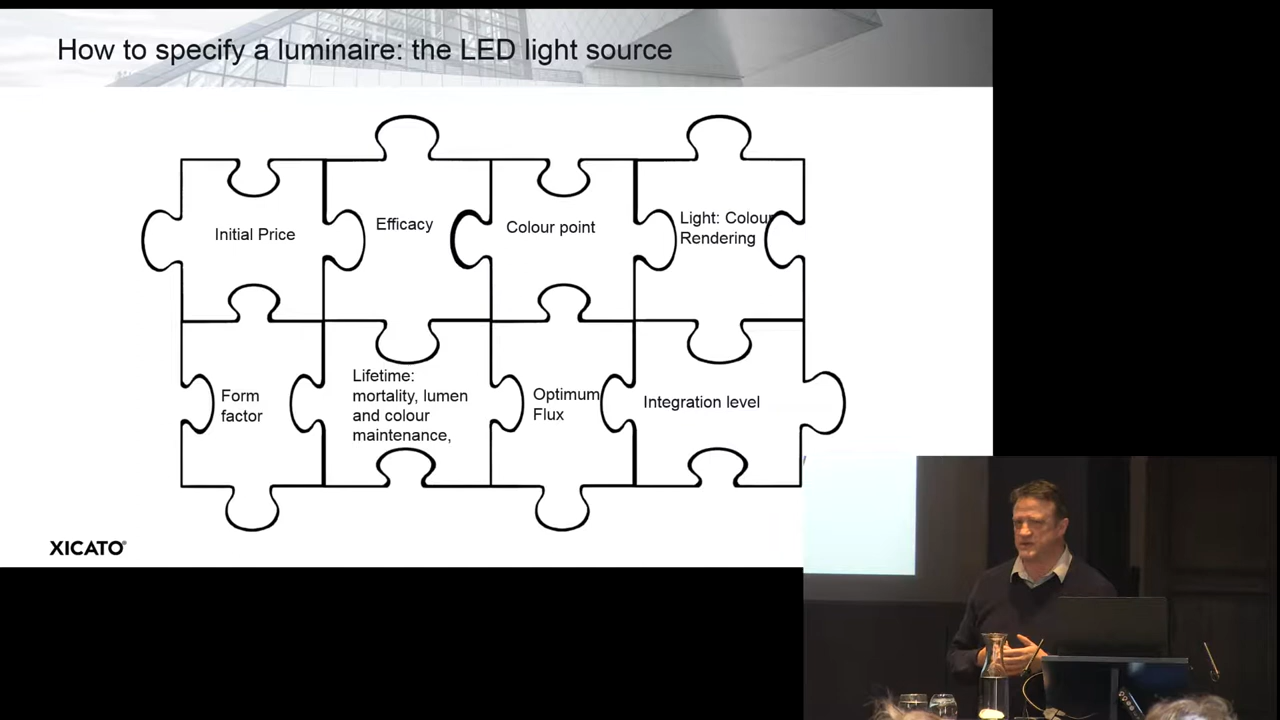 How to specify a luminaire: the LED light source
Initial Price
Efficacy
Colour point
Light: Colour
Rendering
Form
factor
Lifetime:
mortality, lumen
and colour
maintenance,
Optimum
Flux
Integration level
XICATO®